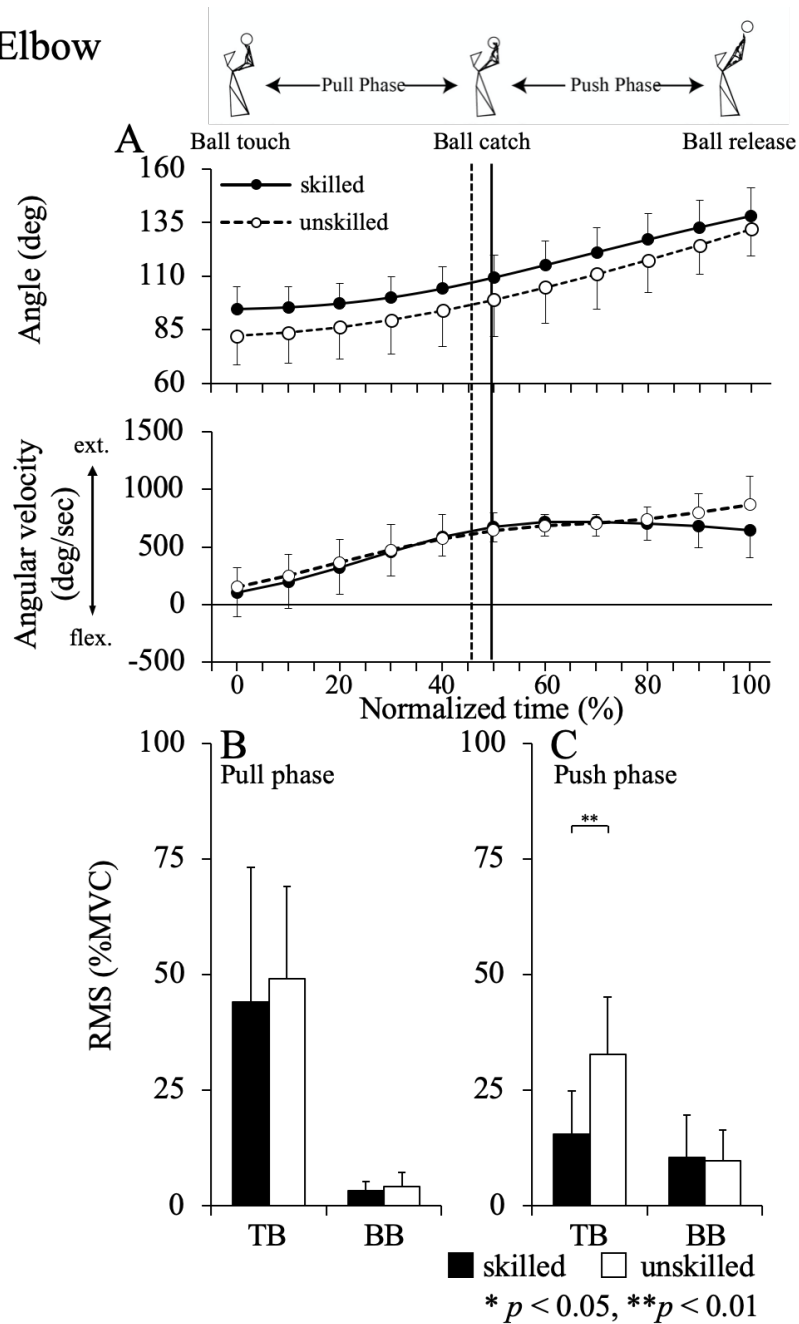 Elbow
Pull Phase
Push Phase
Ball touch
Ball catch
Ball release
A
160
135
110
85
60
Angle (deg)
skilled
unskilled
1500
1000
500
0
-500
Angular velocity
(deg/sec)
ext.
flex.
0
20
40
60
80
100
Normalized time (%)
B
Pull phase
100
75
50
25
0
RMS (%MVC)
TB
BB
C
Push phase
100
75
50
25
0
**
TB
BB
skilled
unskilled
* p < 0.05, **p < 0.01